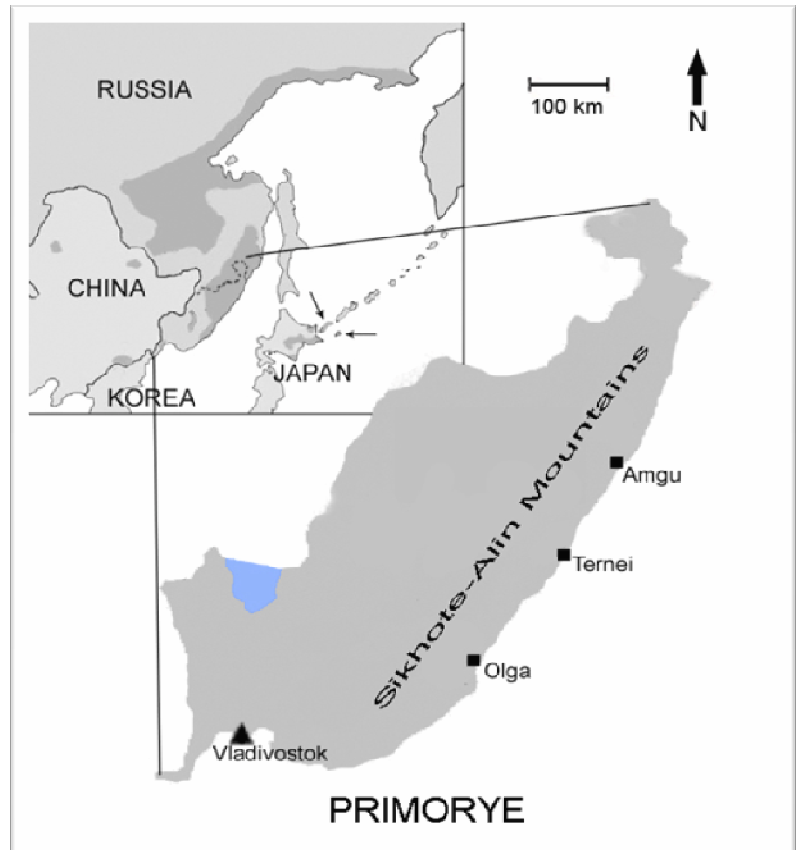 RUSSIA
100 km
N
CHINA
JAPAN
KOREA
Sikhote-Alin Mountains
Amgu
Ternei
Olga
Vladivostok
PRIMORYE